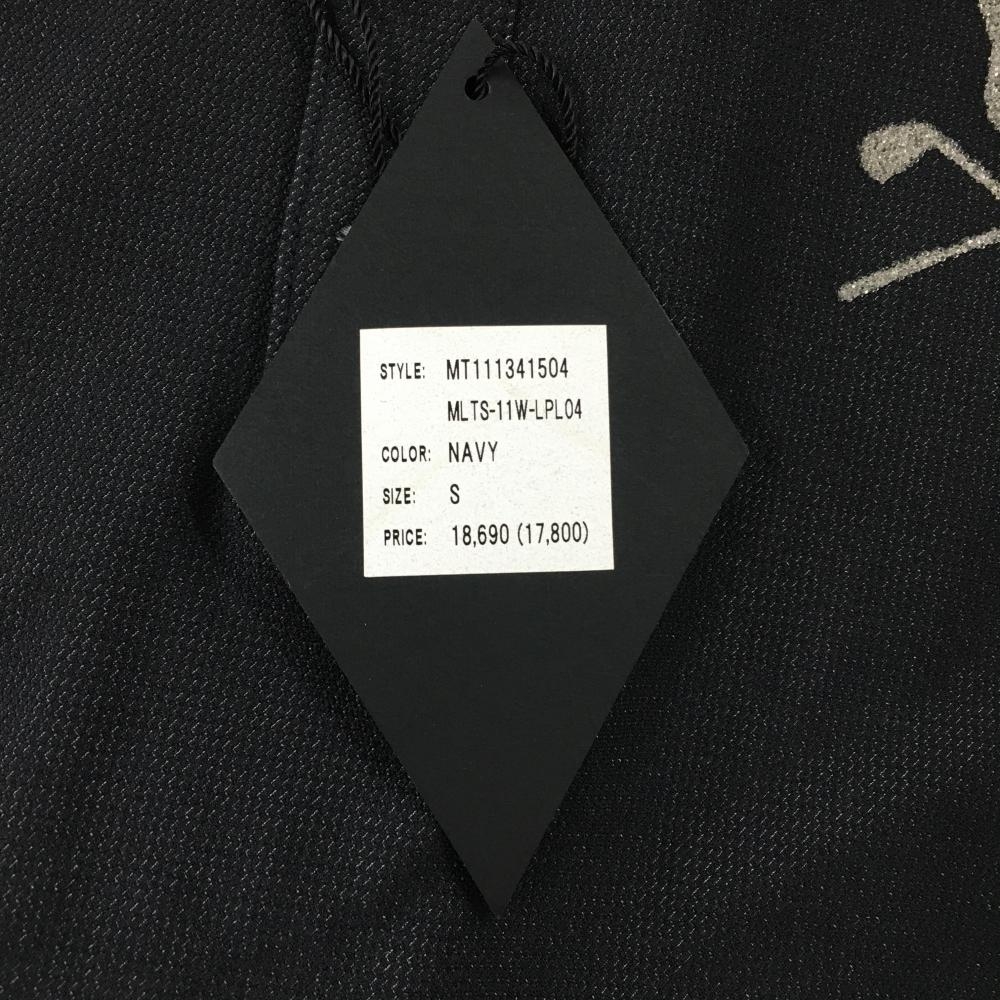 STYLE: MT111341504
MLTS-11W-LPL04
COLOR: NAVY
SIZE: S
PRICE: 18,690 (17,800)